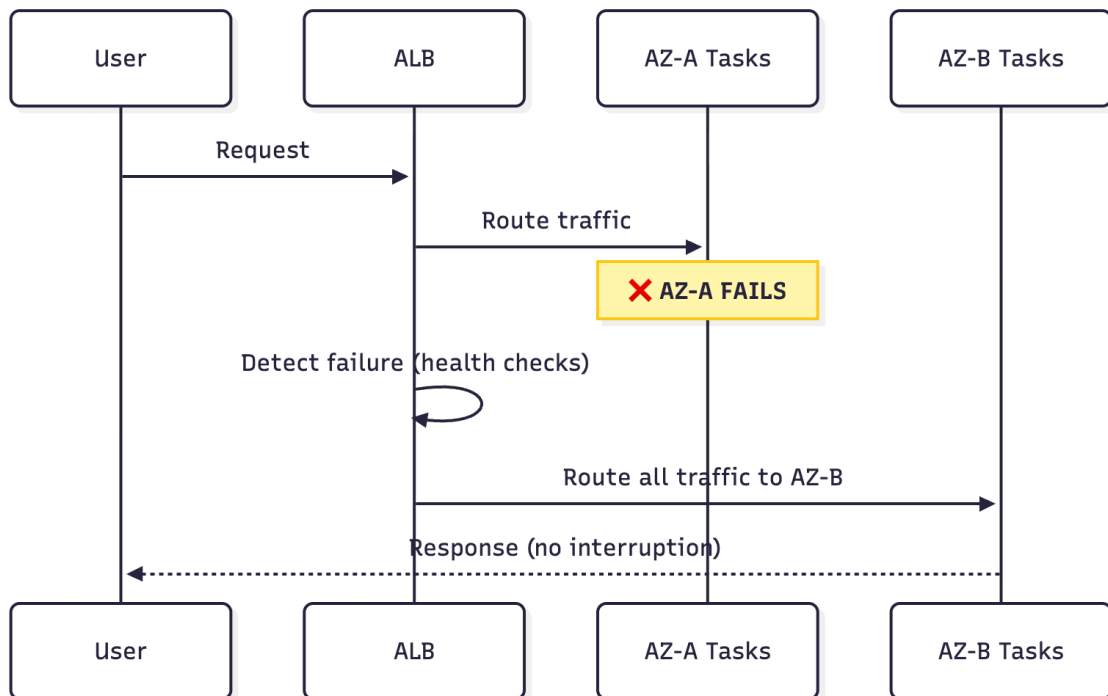 User
ALB
AZ-A Tasks
AZ-B Tasks
Request
Route traffic
❌ AZ-A FAILS
Detect failure (health checks)
Route all traffic to AZ-B
Response (no interruption)
User
ALB
AZ-A Tasks
AZ-B Tasks